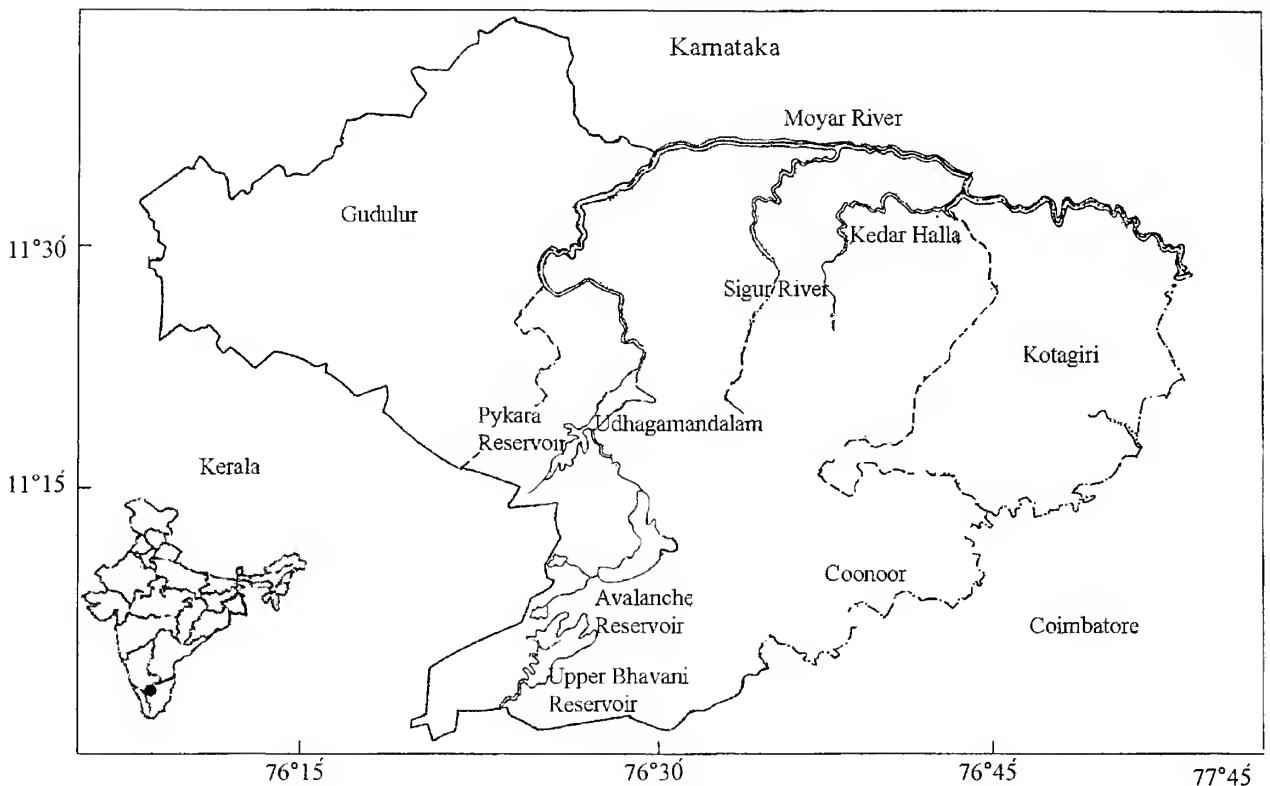 Karnataka
Moyar River
Gudulur
Kedar Halla
11°30
Sigur River
Kotagiri
Pykara
Reservoir
Udhagamandalam
Kerala
11°15
Coonoor
Avalanche
Reservoir
Coimbatore
Upper Bhavani
Reservoir
76°15
76°30
76°45
77°45